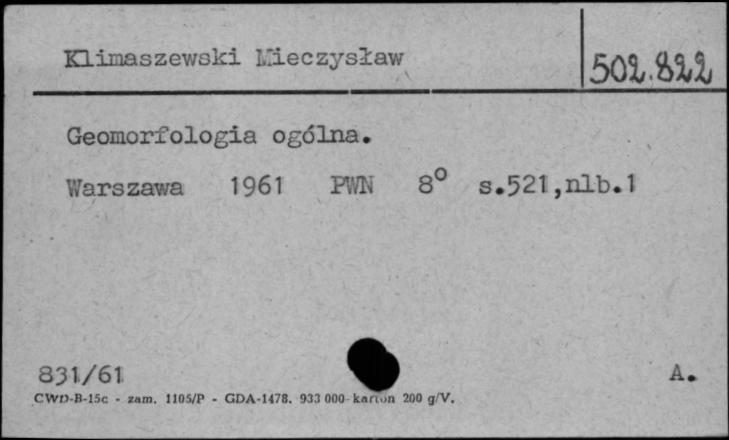 Klimaszewski Mieczysław
502.822
Geomorfologia ogólna.
Warszawa 1961 PWN 8° s.521,nlb.1
831/61
A.
CWD-B-15c - zam. 1105/P - GDA-1478. 933 000 karton 200 g/V.